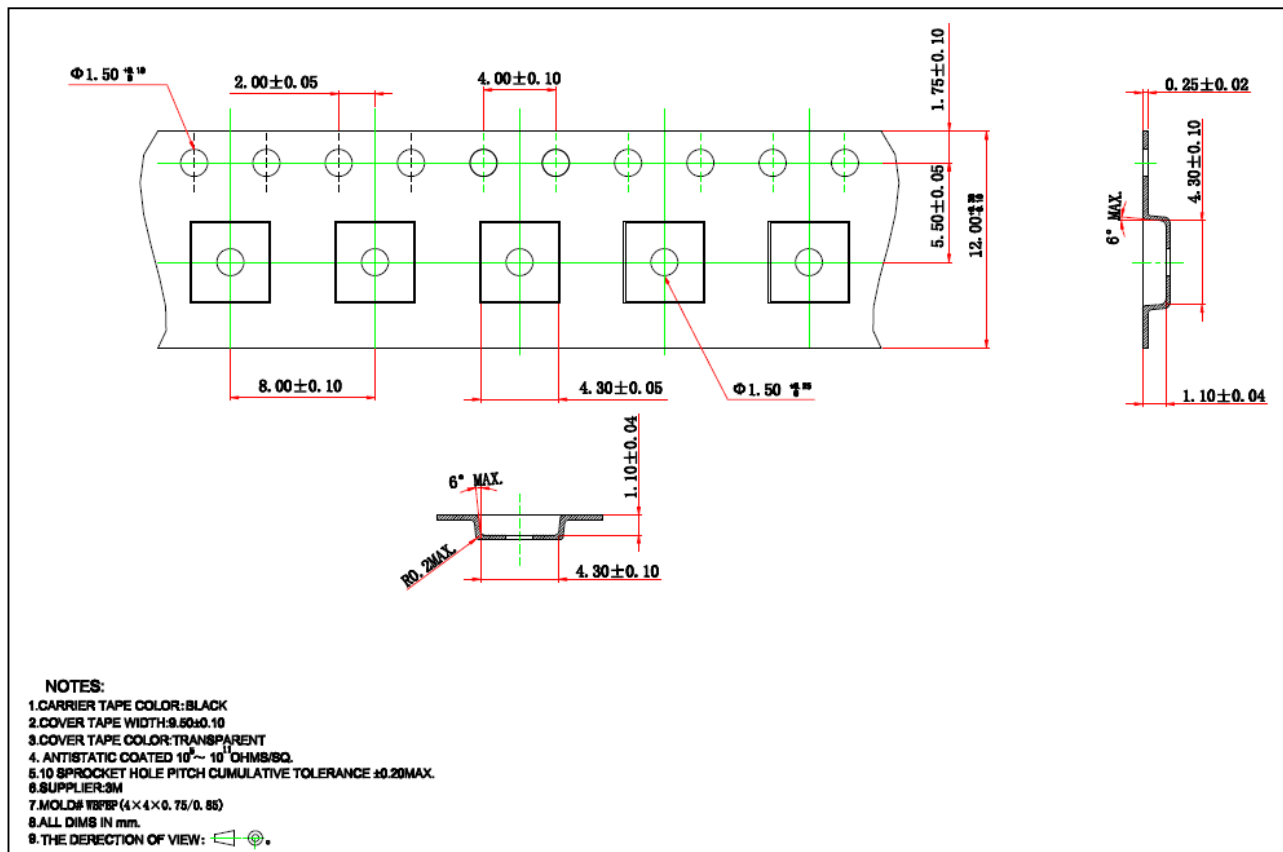 Φ1.50 +0.10 0
2.00±0.05
4.00±0.10
1.75±0.10
0.25±0.02
5.50±0.05
12.00
4.30±0.10
6° MAX.
8.00±0.10
4.30±0.05
Φ1.50
1.10±0.04
6° MAX.
1.10±0.04
R0.2MAX.
4.30±0.10
NOTES:
1.CARRIER TAPE COLOR:BLACK
2.COVER TAPE WIDTH:9.50±0.10
3.COVER TAPE COLOR:TRANSPARENT
4. ANTISTATIC COATED 10 ~ 10¹¹ OHMS/SQ.
5.10 SPROCKET HOLE PITCH CUMULATIVE TOLERANCE ±0.20MAX.
6.SUPPLIER:3M
7.MOLD# (4×4×0.75/0.85)
8.ALL DIMS IN mm.
9.THE DERECTION OF VIEW: